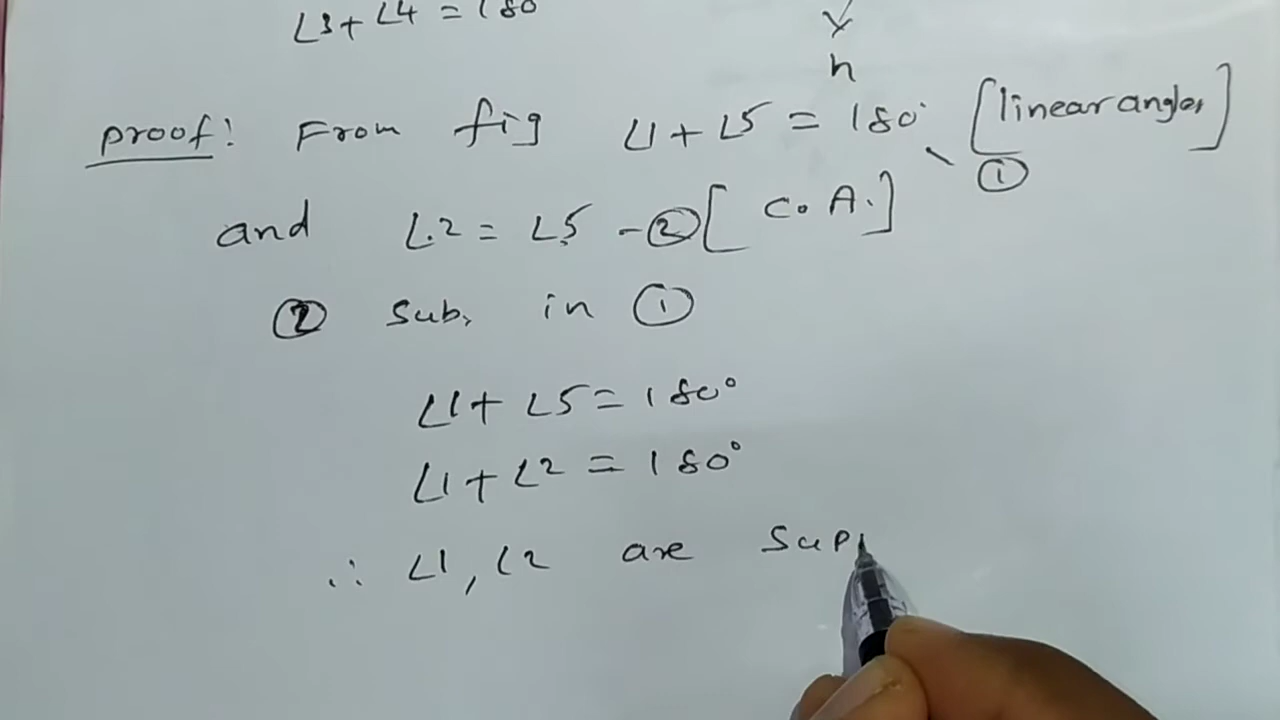 ∠3 + ∠4 = 180
n
proof: From fig ∠1 + ∠5 = 180° [linear angles]
①
and ∠2 = ∠5 - ② [C.A.]
② Sub. in ①
∠1 + ∠5 = 180°
∠1 + ∠2 = 180°
∴ ∠1, ∠2 are Sup